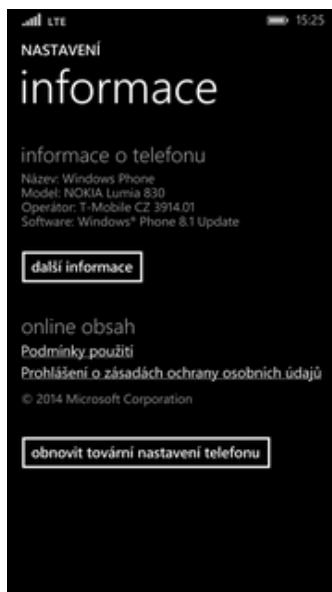 LTE 15:25
NASTAVENÍ
informace
informace o telefonu
Název: Windows Phone
Model: NOKIA Lumia 830
Operátor: T-Mobile CZ 3914.01
Software: Windows® Phone 8.1 Update
další informace
online obsah
Podmínky použití
Prohlášení o zásadách ochrany osobních údajů
© 2014 Microsoft Corporation
obnovit tovární nastavení telefonu